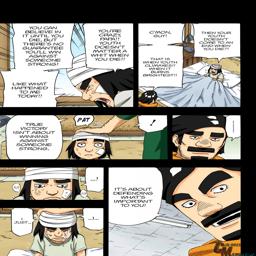 YOU CAN
BELIEVE IN
IT UNTIL YOU
DIE, BUT
THERE'S NO
GUARANTEE
YOU'LL WIN
AGAINST
SOMEONE
STRONG!
YOU'RE
CRAZY,
PAPA!!
YOUTH
DOESN'T
MATTER A
WHIT WHEN
YOU DIE!!
LIKE WHAT
HAPPENED TO
ME TODAY!!
C'MON,
GUY!
THAT IS
WHEN YOUTH
CLIMAXES!!
WHEN IT
BURNS
BRIGHTEST!!
THEN YOUR
YOUTH
DOESN'T
COME TO AN
END WHEN
YOU DIE?!
TRUE
VICTORY
ISN'T ABOUT
WINNING
AGAINST
SOMEONE
STRONG.
PAT
I
JUST...
IT'S ABOUT
DEFENDING
WHAT'S
IMPORTANT
TO YOU!